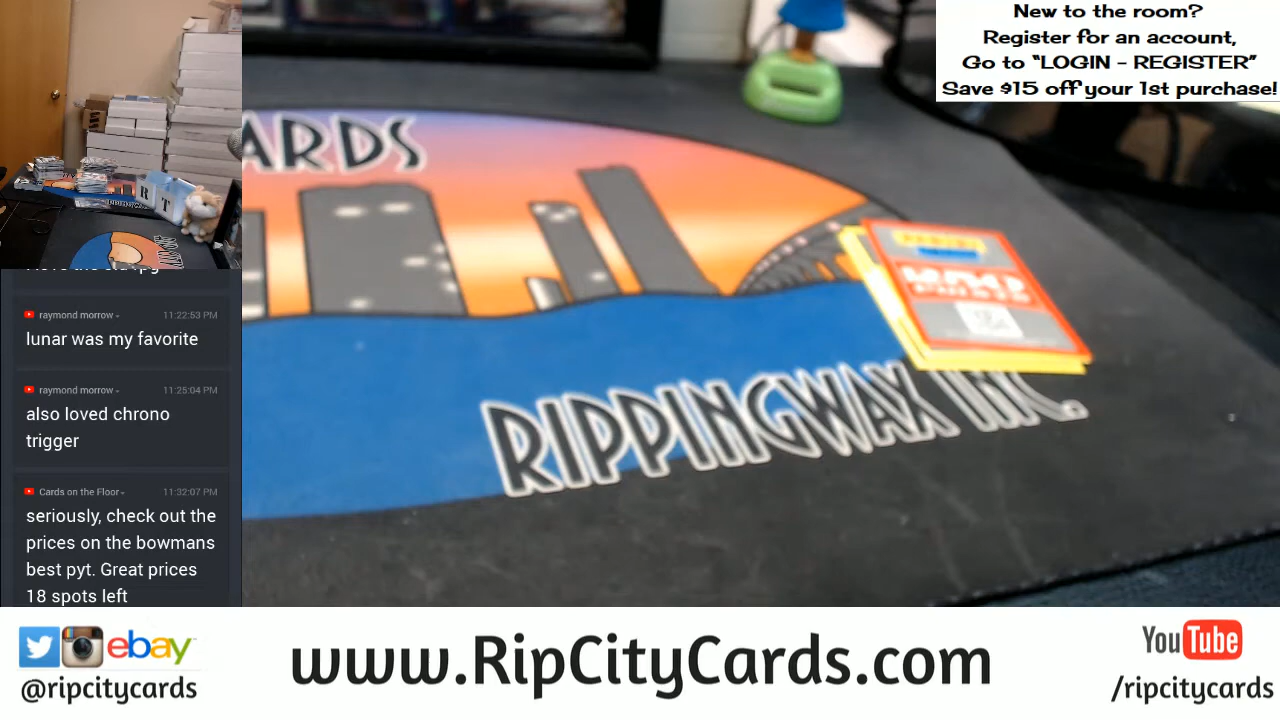 New to the room?
Register for an account,
Go to "LOGIN - REGISTER"
Save $15 off your 1st purchase!
ARDS
RIPPINGWAX INC.
PANINI
R
T
raymond morrow
11:22:53 PM
lunar was my favorite
raymond morrow
11:25:04 PM
also loved chrono
trigger
Cards on the Floor
11:32:07 PM
seriously, check out the
prices on the bowmans
best pyt. Great prices
18 spots left
ebay
@ripcitycards
www.RipCityCards.com
YouTube
/ripcitycards